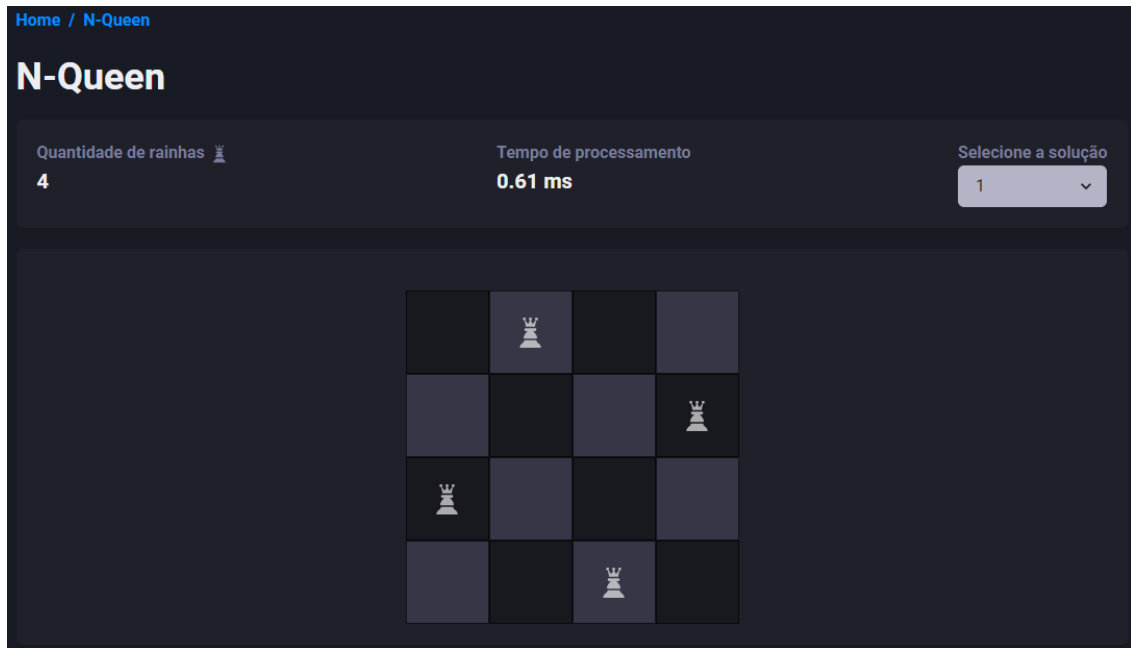 Home / N-Queen
N-Queen
Quantidade de rainhas
4
Tempo de processamento
0.61 ms
Selecione a solução
1